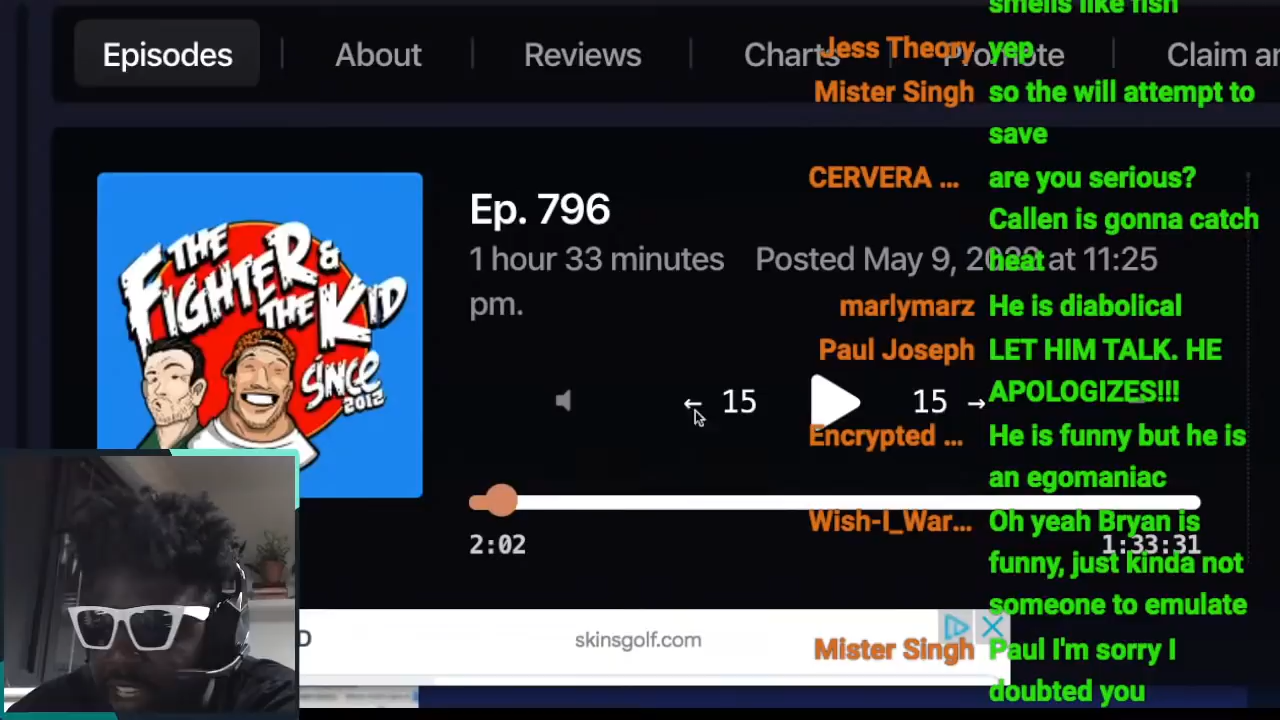 smells like fish
Episodes
About
Reviews
Charts
Promote
Claim an
Jess Theory yep
Mister Singh so the will attempt to
save
CERVERA ... are you serious?
Callen is gonna catch
heat
Ep. 796
1 hour 33 minutes Posted May 9, 2022 at 11:25
pm.
THE
FIGHTER &
THE KID
SINCE
2012
marlymarz He is diabolical
Paul Joseph LET HIM TALK. HE
APOLOGIZES!!!
← 15
15 →
Encrypted ... He is funny but he is
an egomaniac
Wish-I_War... Oh yeah Bryan is
funny, just kinda not
someone to emulate
2:02
1:33:31
D
skinsgolf.com
Mister Singh Paul I'm sorry I
doubted you